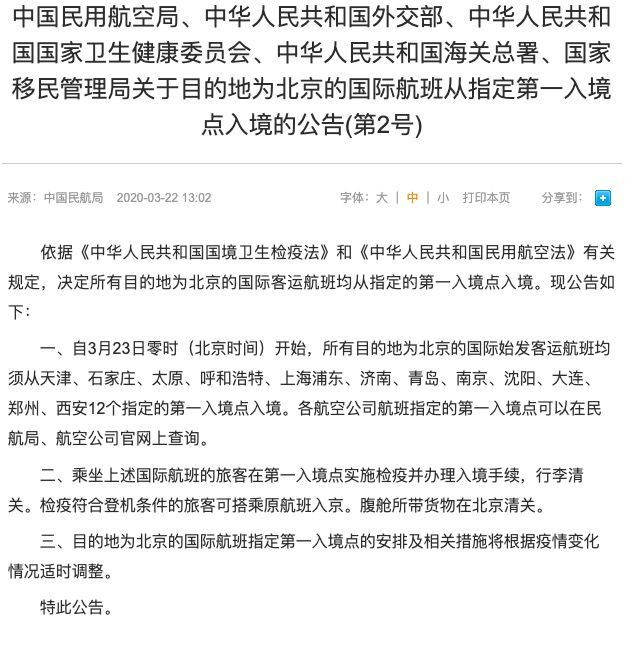 中国民用航空局、中华人民共和国外交部、中华人民共和
国国家卫生健康委员会、中华人民共和国海关总署、国家
移民管理局关于目的地为北京的国际航班从指定第一入境
点入境的公告(第2号)
来源：中国民航局 2020-03-22 13:02 字体：大 | 中 | 小 打印本页 分享到：
依据《中华人民共和国国境卫生检疫法》和《中华人民共和国民用航空法》有关
规定，决定所有目的地为北京的国际客运航班均从指定的第一入境点入境。现公告如
下：
一、自3月23日零时（北京时间）开始，所有目的地为北京的国际始发客运航班均
须从天津、石家庄、太原、呼和浩特、上海浦东、济南、青岛、南京、沈阳、大连、
郑州、西安12个指定的第一入境点入境。各航空公司航班指定的第一入境点可以在民
航局、航空公司官网上查询。
二、乘坐上述国际航班的旅客在第一入境点实施检疫并办理入境手续，行李清
关。检疫符合登机条件的旅客可搭乘原航班入京。腹舱所带货物在北京清关。
三、目的地为北京的国际航班指定第一入境点的安排及相关措施将根据疫情变化
情况适时调整。
特此公告。